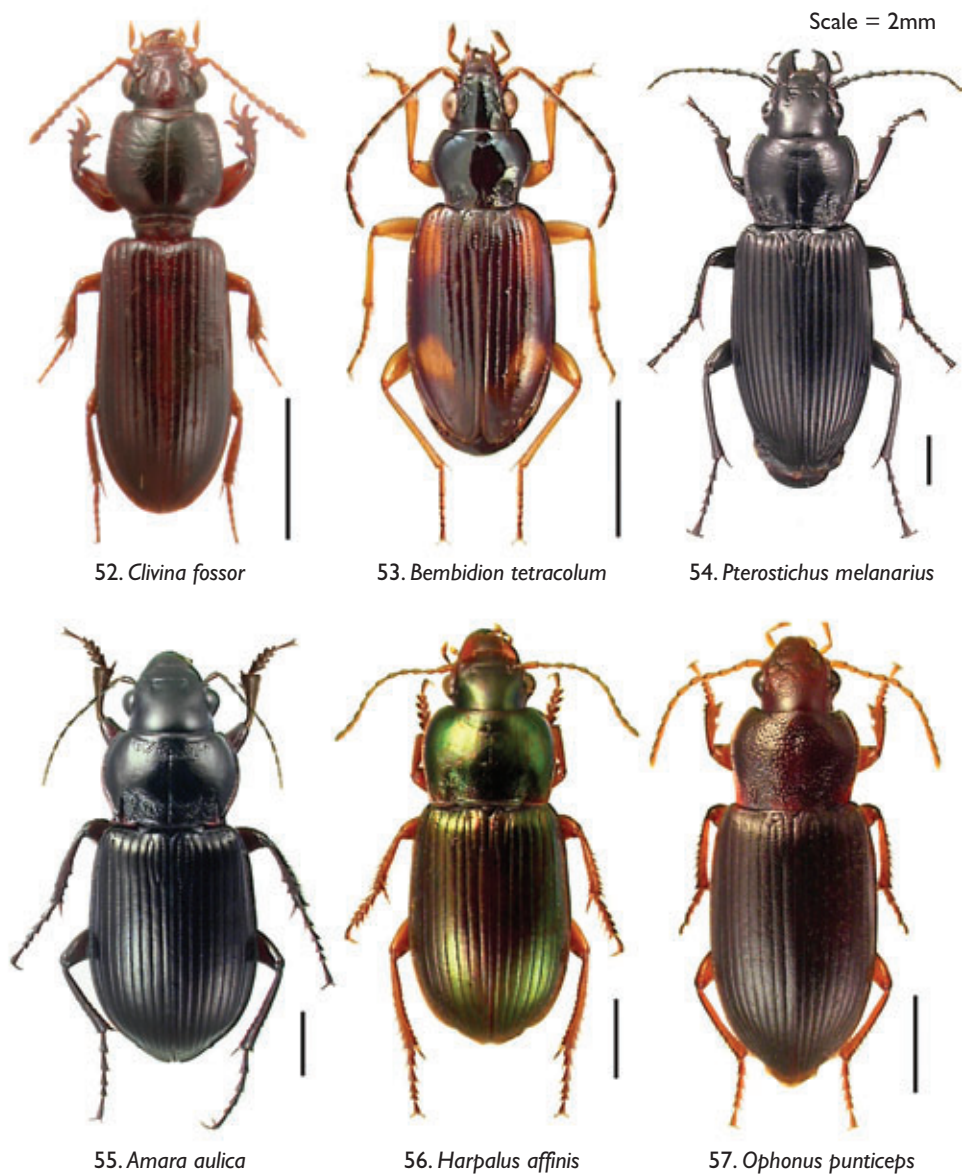 Scale = 2mm
52. Clivina fossor
53. Bembidion tetracolum
54. Pterostichus melanarius
55. Amara aulica
56. Harpalus affinis
57. Ophonus punticeps